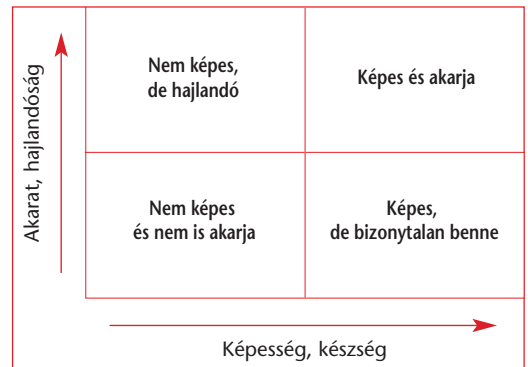 Akarat, hajlandóság
Nem képes,
de hajlandó
Képes és akarja
Nem képes
és nem is akarja
Képes,
de bizonytalan benne
Képesség, készség